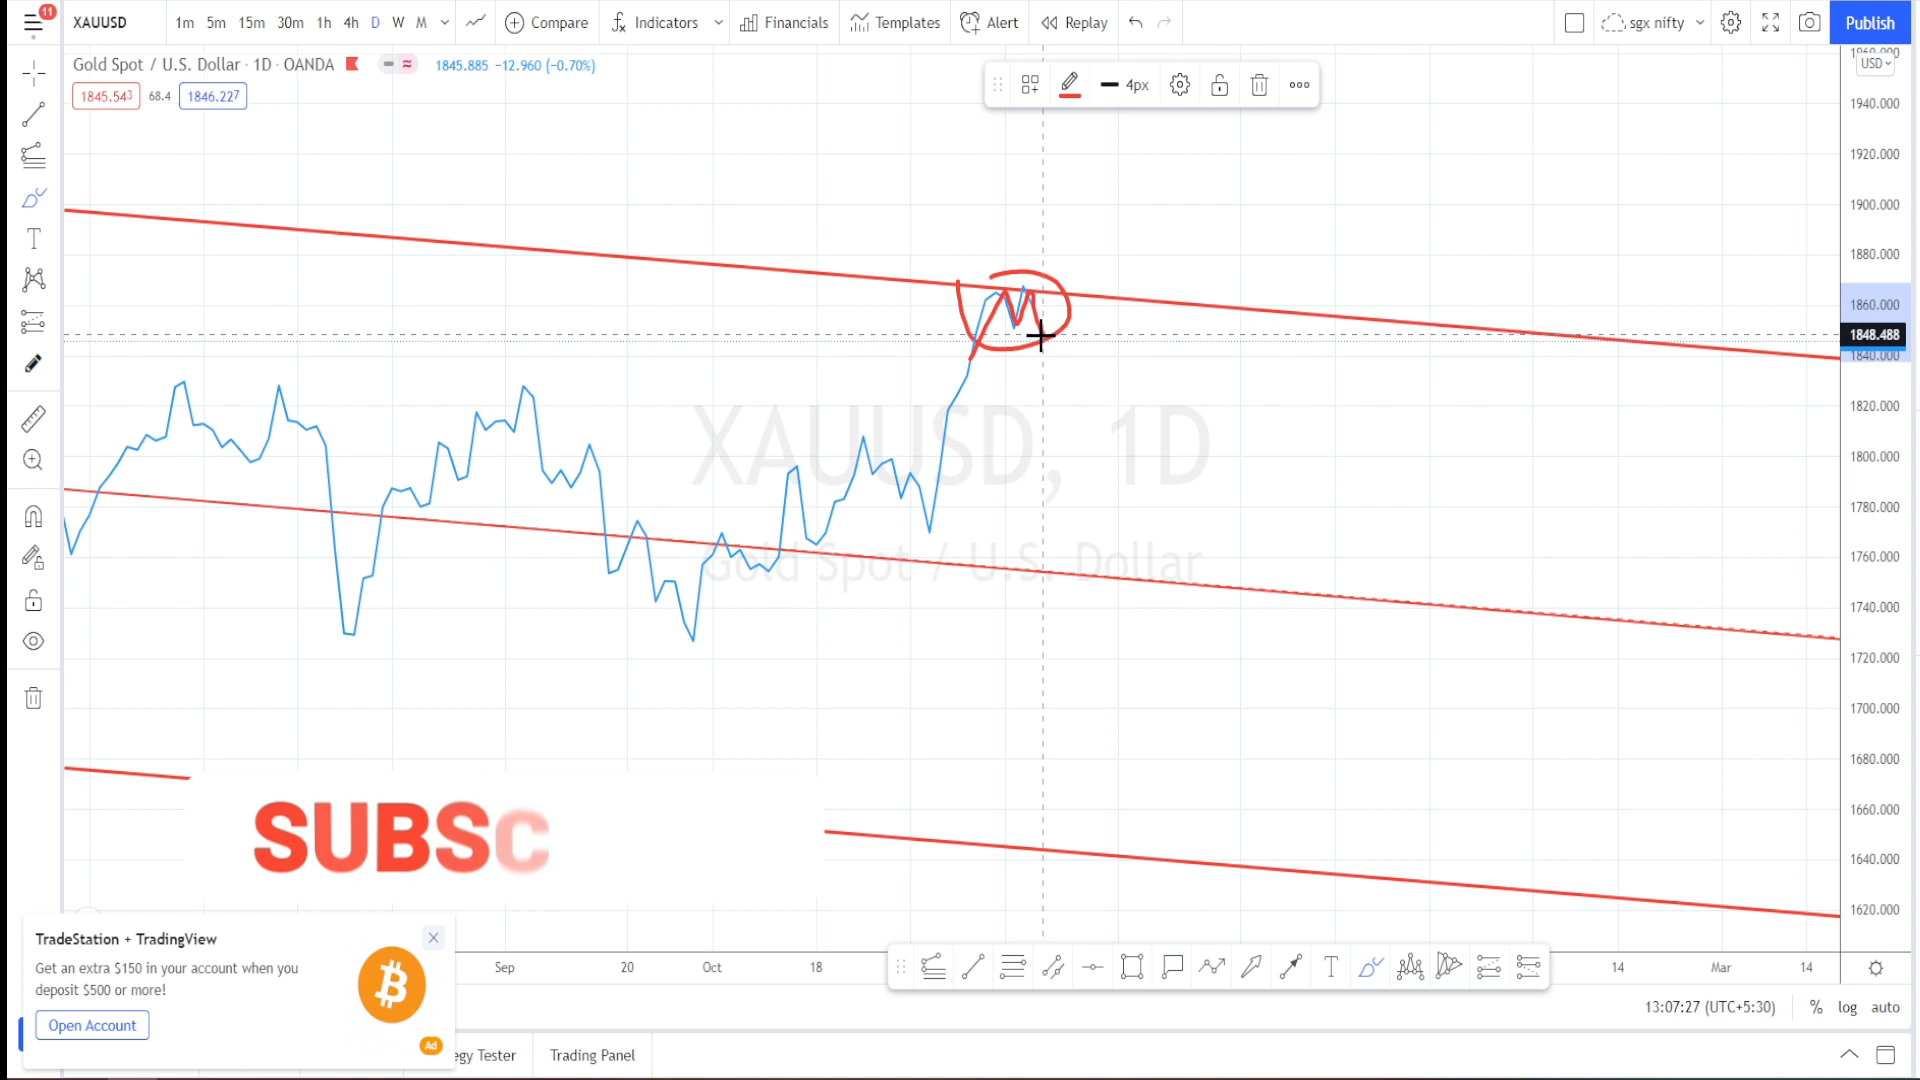 11
XAUUSD 1m 5m 15m 30m 1h 4h D W M Compare Indicators Financials Templates Alert Replay sgx nifty Publish
Gold Spot / U.S. Dollar · 1D · OANDA 1845.885 −12.960 (−0.70%)
1845.543 68.4 1846.227
4px
USD
1940.000
1920.000
1900.000
1880.000
1860.000
1848.488
1840.000
1820.000
1800.000
1780.000
1760.000
1740.000
1720.000
1700.000
1680.000
1660.000
1640.000
1620.000
XAUUSD, 1D
Gold Spot / U.S. Dollar
SUBSC
TradeStation + TradingView
Get an extra $150 in your account when you
deposit $500 or more!
Open Account
Ad
Sep 20 Oct 18 14 Mar 14
13:07:27 (UTC+5:30) % log auto
egy Tester Trading Panel